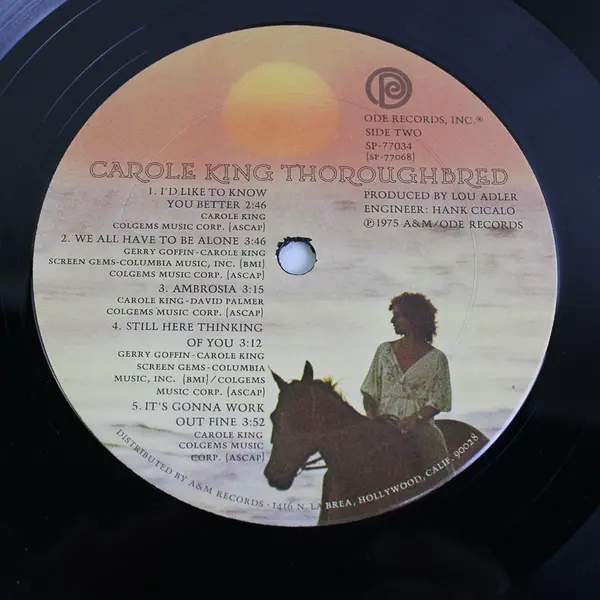 ODE RECORDS, INC.®
SIDE TWO
SP-77034
(SP-77068)
CAROLE KING THOROUGHBRED
1. I'D LIKE TO KNOW
YOU BETTER 2:46
CAROLE KING
COLGEMS MUSIC CORP. (ASCAP)
2. WE ALL HAVE TO BE ALONE 3:46
GERRY GOFFIN-CAROLE KING
SCREEN GEMS-COLUMBIA MUSIC, INC. (BMI)
COLGEMS MUSIC CORP. (ASCAP)
3. AMBROSIA 3:15
CAROLE KING-DAVID PALMER
COLGEMS MUSIC CORP. (ASCAP)
4. STILL HERE THINKING
OF YOU 3:12
GERRY GOFFIN-CAROLE KING
SCREEN GEMS-COLUMBIA
MUSIC, INC. (BMI)/COLGEMS
MUSIC CORP. (ASCAP)
5. IT'S GONNA WORK
OUT FINE 3:52
CAROLE KING
COLGEMS MUSIC
CORP. (ASCAP)
PRODUCED BY LOU ADLER
ENGINEER: HANK CICALO
℗1975 A&M/ODE RECORDS
DISTRIBUTED BY A&M RECORDS · 1416 N. LA BREA, HOLLYWOOD, CALIF. 90028